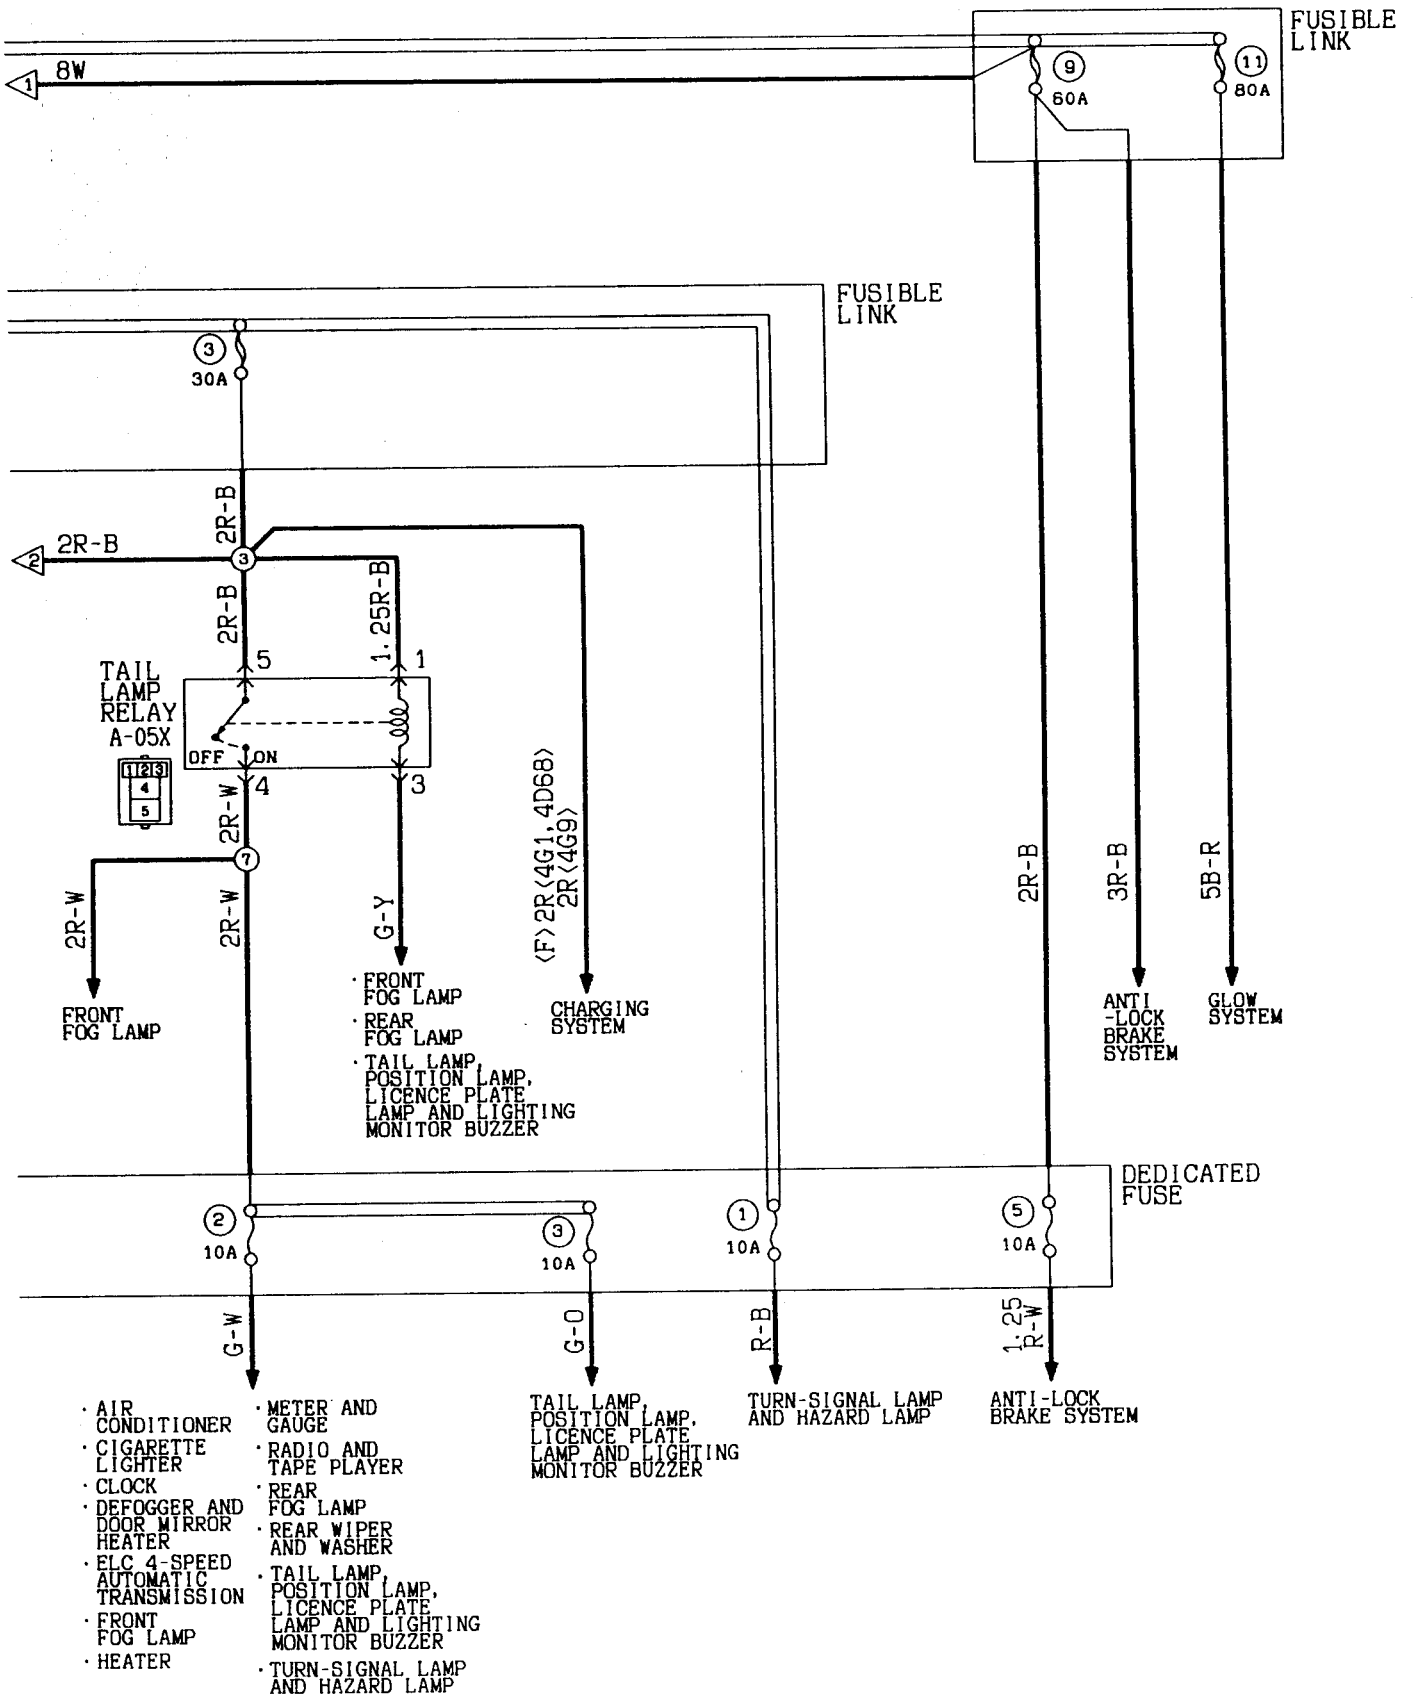 FUSIBLE
LINK
1
8W
9
60A
11
80A
FUSIBLE
LINK
3
30A
2R-B
2
2R-B
3
2R-B
1.25R-B
5
1
TAIL
LAMP
RELAY
A-05X
OFF
ON
1 2 3
4
5
4
3
2R-W
7
2R-W
2R-W
G-Y
<F>2R<4G1,4D68>
2R<4G9>
2R-B
3R-B
5B-R
FRONT
FOG LAMP
· FRONT
FOG LAMP
· REAR
FOG LAMP
· TAIL LAMP,
POSITION LAMP,
LICENCE PLATE
LAMP AND LIGHTING
MONITOR BUZZER
CHARGING
SYSTEM
ANTI
-LOCK
BRAKE
SYSTEM
GLOW
SYSTEM
DEDICATED
FUSE
2
10A
3
10A
1
10A
5
10A
G-W
G-O
R-B
1.25
R-W
· AIR
CONDITIONER
· CIGARETTE
LIGHTER
· CLOCK
· DEFOGGER AND
DOOR MIRROR
HEATER
· ELC 4-SPEED
AUTOMATIC
TRANSMISSION
· FRONT
FOG LAMP
· HEATER
· METER AND
GAUGE
· RADIO AND
TAPE PLAYER
· REAR
FOG LAMP
· REAR WIPER
AND WASHER
· TAIL LAMP,
POSITION LAMP,
LICENCE PLATE
LAMP AND LIGHTING
MONITOR BUZZER
· TURN-SIGNAL LAMP
AND HAZARD LAMP
TAIL LAMP,
POSITION LAMP,
LICENCE PLATE
LAMP AND LIGHTING
MONITOR BUZZER
TURN-SIGNAL LAMP
AND HAZARD LAMP
ANTI-LOCK
BRAKE SYSTEM